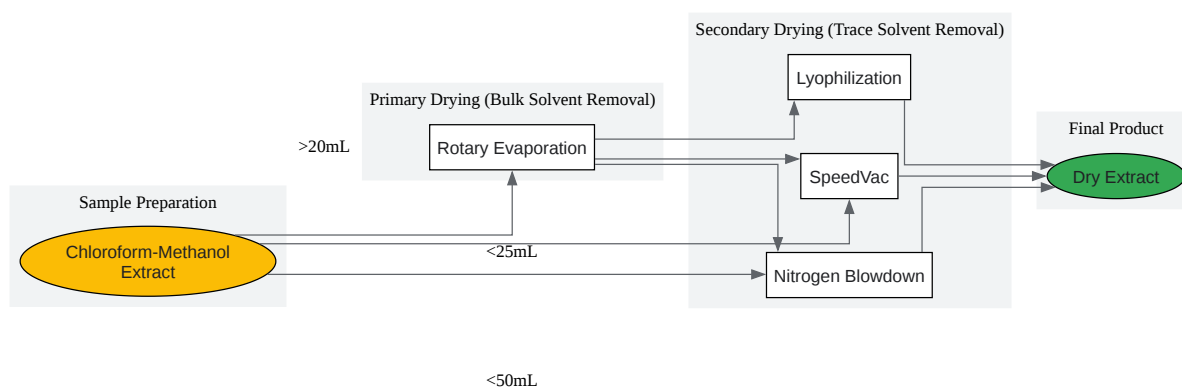 Secondary Drying (Trace Solvent Removal)
Lyophilization
Primary Drying (Bulk Solvent Removal)
Final Product
>20mL
Rotary Evaporation
SpeedVac
Dry Extract
Sample Preparation
Chloroform-Methanol
Extract
<25mL
Nitrogen Blowdown
<50mL